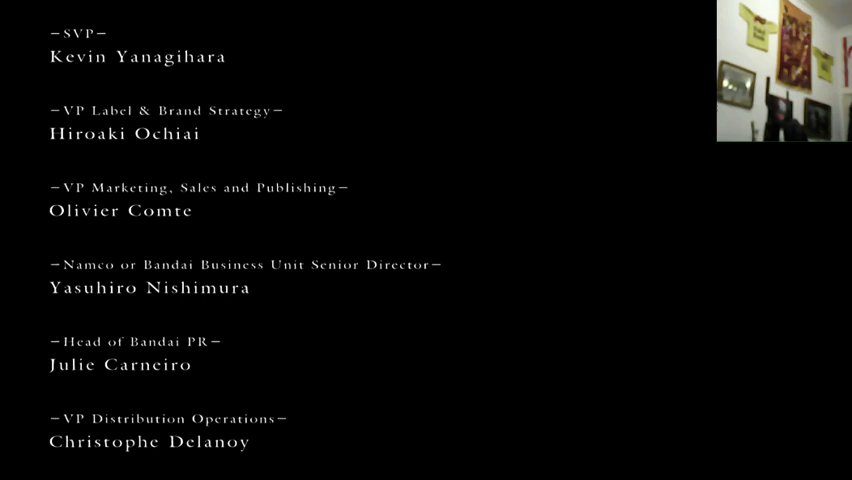 –SVP–
Kevin Yanagihara
–VP Label & Brand Strategy–
Hiroaki Ochiai
–VP Marketing, Sales and Publishing–
Olivier Comte
–Namco or Bandai Business Unit Senior Director–
Yasuhiro Nishimura
–Head of Bandai PR–
Julie Carneiro
–VP Distribution Operations–
Christophe Delanoy